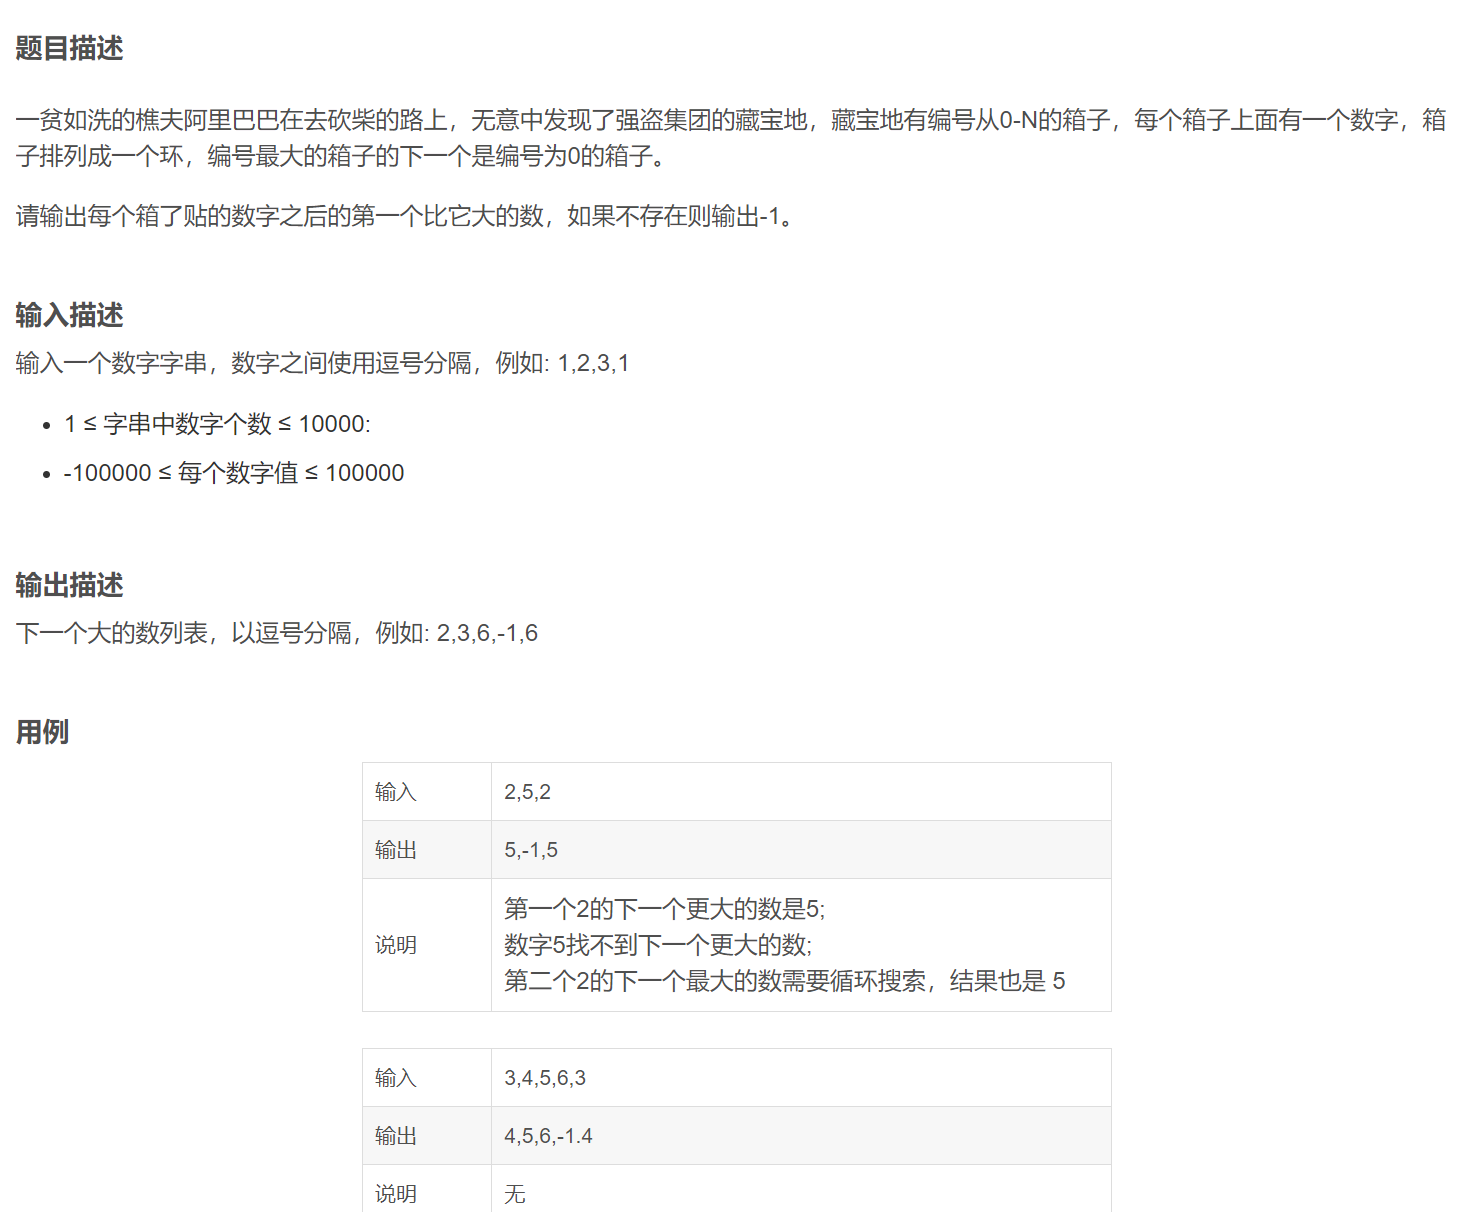 题目描述
一贫如洗的樵夫阿里巴巴在去砍柴的路上，无意中发现了强盗集团的藏宝地，藏宝地有编号从0-N的箱子，每个箱子上面有一个数字，箱
子排列成一个环，编号最大的箱子的下一个是编号为0的箱子。
请输出每个箱了贴的数字之后的第一个比它大的数，如果不存在则输出-1。
输入描述
输入一个数字字串，数字之间使用逗号分隔，例如: 1,2,3,1
• 1 ≤ 字串中数字个数 ≤ 10000:
• -100000 ≤ 每个数字值 ≤ 100000
输出描述
下一个大的数列表，以逗号分隔，例如: 2,3,6,-1,6
用例
输入 2,5,2
输出 5,-1,5
说明 第一个2的下一个更大的数是5;
数字5找不到下一个更大的数;
第二个2的下一个最大的数需要循环搜索，结果也是 5
输入 3,4,5,6,3
输出 4,5,6,-1.4
说明 无